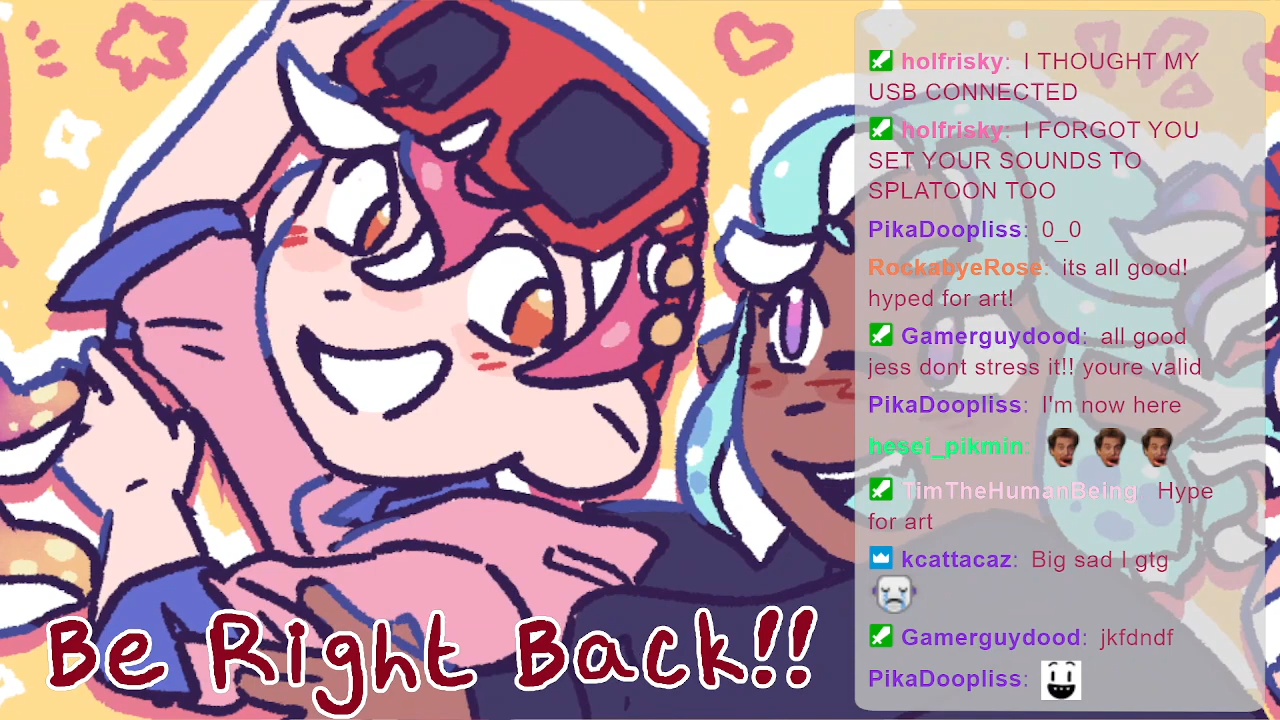 holfrisky: I THOUGHT MY
USB CONNECTED
holfrisky: I FORGOT YOU
SET YOUR SOUNDS TO
SPLATOON TOO
PikaDoopliss: 0_0
RockabyeRose: its all good!
hyped for art!
Gamerguydood: all good
jess dont stress it!! youre valid
PikaDoopliss: I'm now here
hesei_pikmin:
TimTheHumanBeing Hype
for art
kcattacaz: Big sad I gtg
Gamerguydood: jkfdndf
PikaDoopliss:
Be Right Back!!